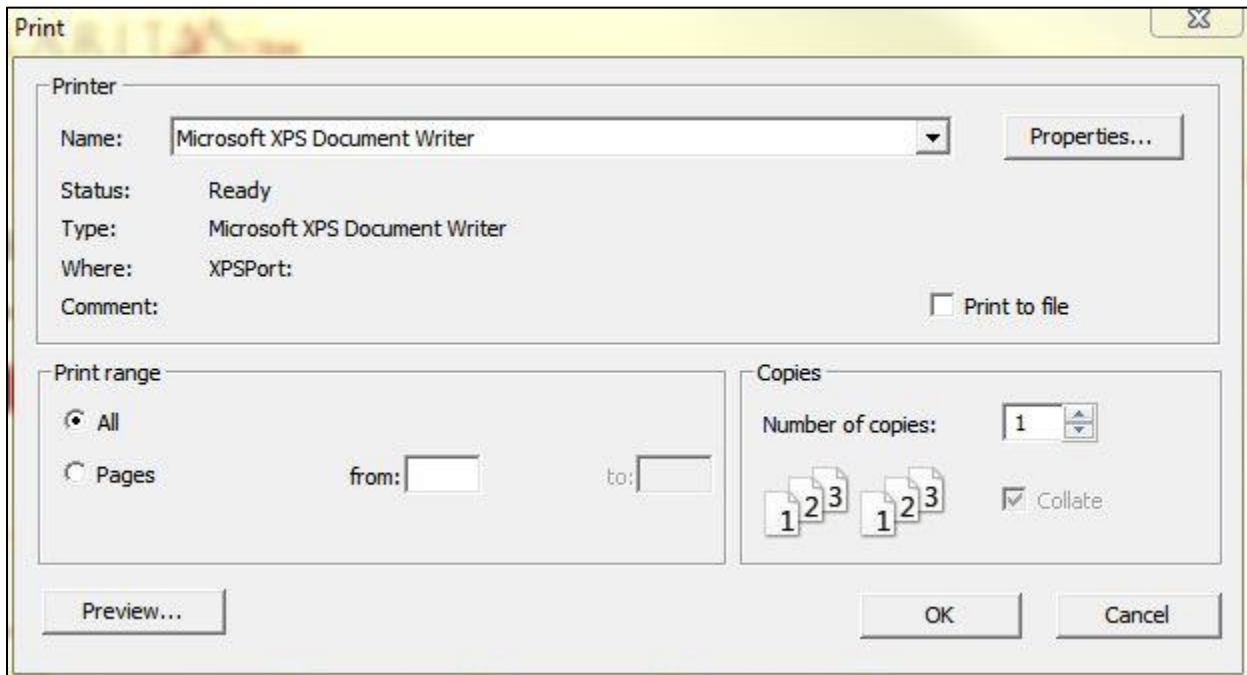 Print
Printer
Name: Microsoft XPS Document Writer Properties...
Status: Ready
Type: Microsoft XPS Document Writer
Where: XPSPort:
Comment: Print to file
Print range
All
Pages from: to:
Copies
Number of copies: 1
1 2 3 1 2 3
Collate
Preview... OK Cancel